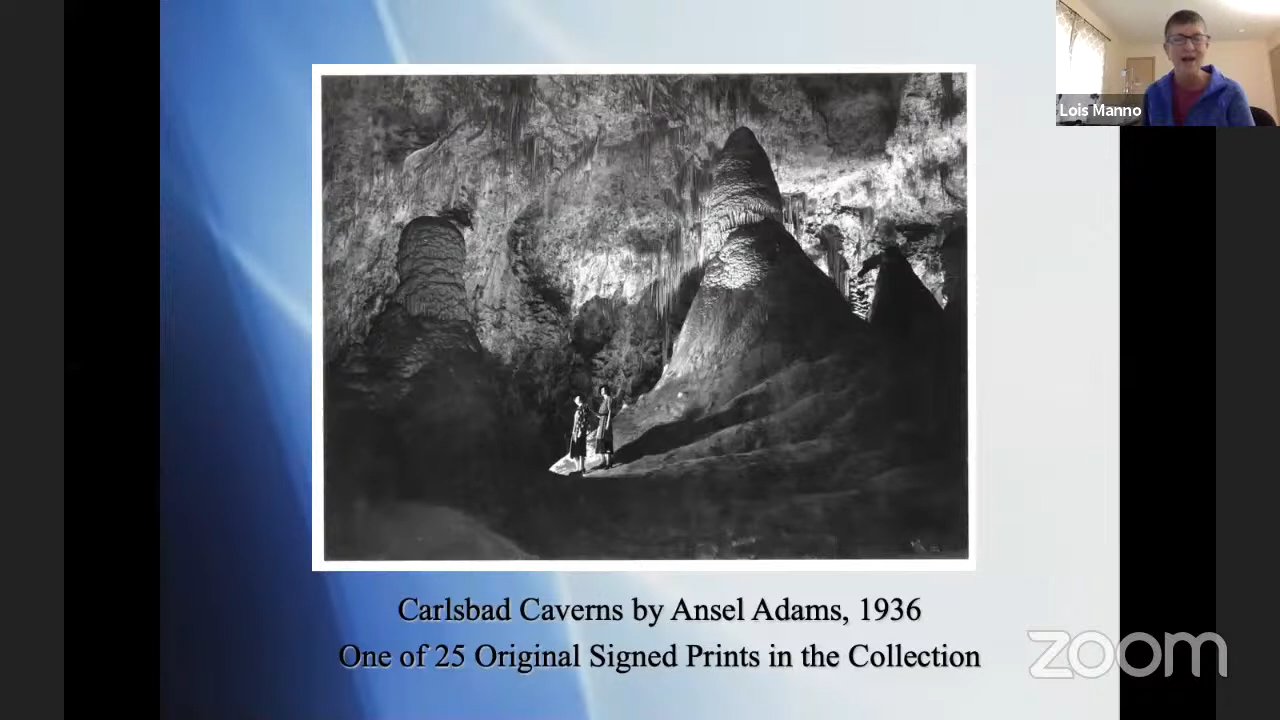 Lois Manno
Carlsbad Caverns by Ansel Adams, 1936
One of 25 Original Signed Prints in the Collection
zoom